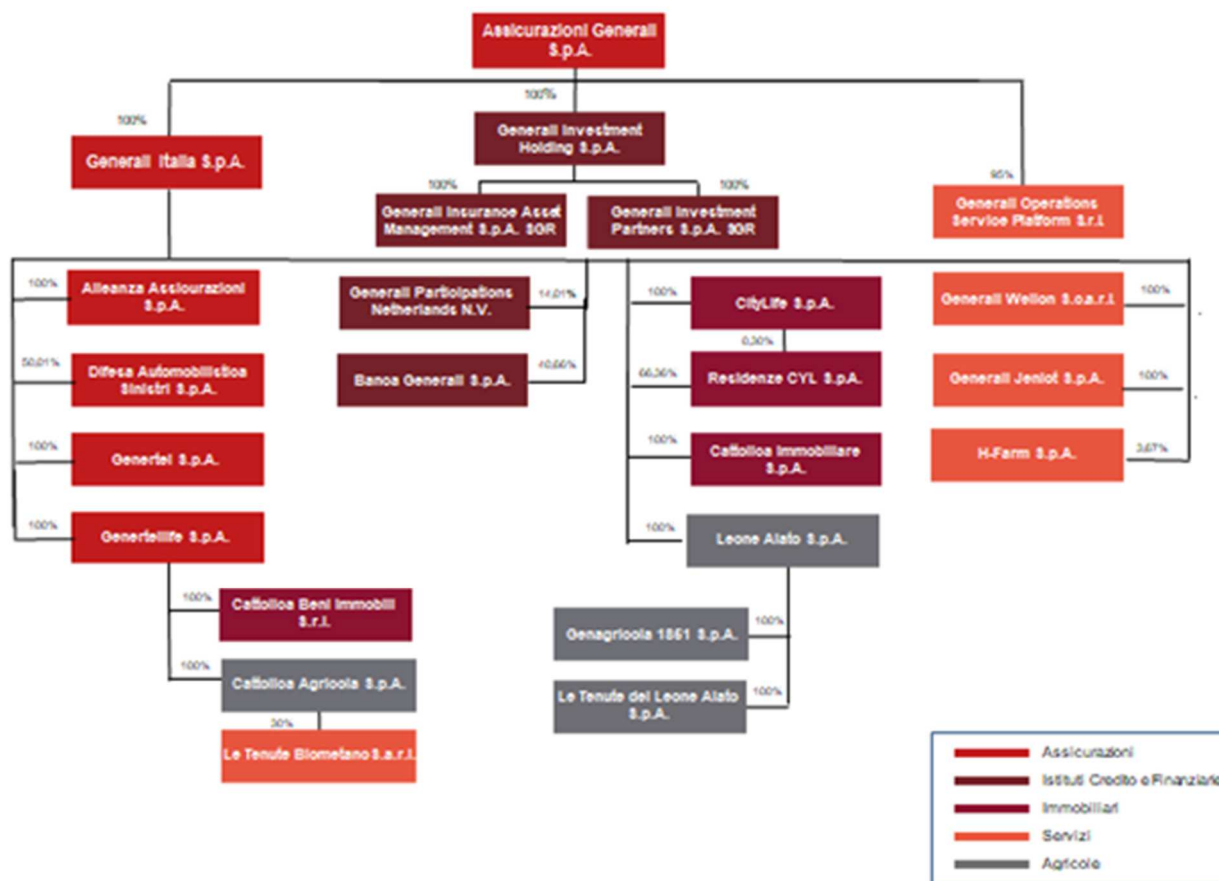 Assicurazioni Generali
S.p.A.
100%
100%
Generali Investment
Holding S.p.A.
Generali Italia S.p.A.
100%
100%
95%
Generali Insurance Asset
Management S.p.A. SGR
Generali Investment
Partners S.p.A. SGR
Generali Operations
Service Platform S.r.l.
100%
Alleanza Assicurazioni
S.p.A.
Generali Participations
Netherlands N.V.
14,01%
100%
CityLife S.p.A.
Generali Welion S.c.a.r.l.
100%
0,30%
50,01%
Difesa Automobilistica
Sinistri S.p.A.
Banca Generali S.p.A.
66,36%
Residenze CYL S.p.A.
Generali Jeniot S.p.A.
100%
100%
Genertel S.p.A.
100%
Cattolica Immobiliare
S.p.A.
H-Farm S.p.A.
3,67%
100%
Genertellife S.p.A.
100%
Leone Alato S.p.A.
100%
Cattolica Beni Immobili
S.r.l.
Genagricola 1851 S.p.A.
100%
100%
Cattolica Agricola S.p.A.
Le Tenute del Leone Alato
S.p.A.
100%
30%
Le Tenute Biometano S.a.r.l.
Assicurazioni
Istituti Credito e Finanziarie
Immobiliari
Servizi
Agricole